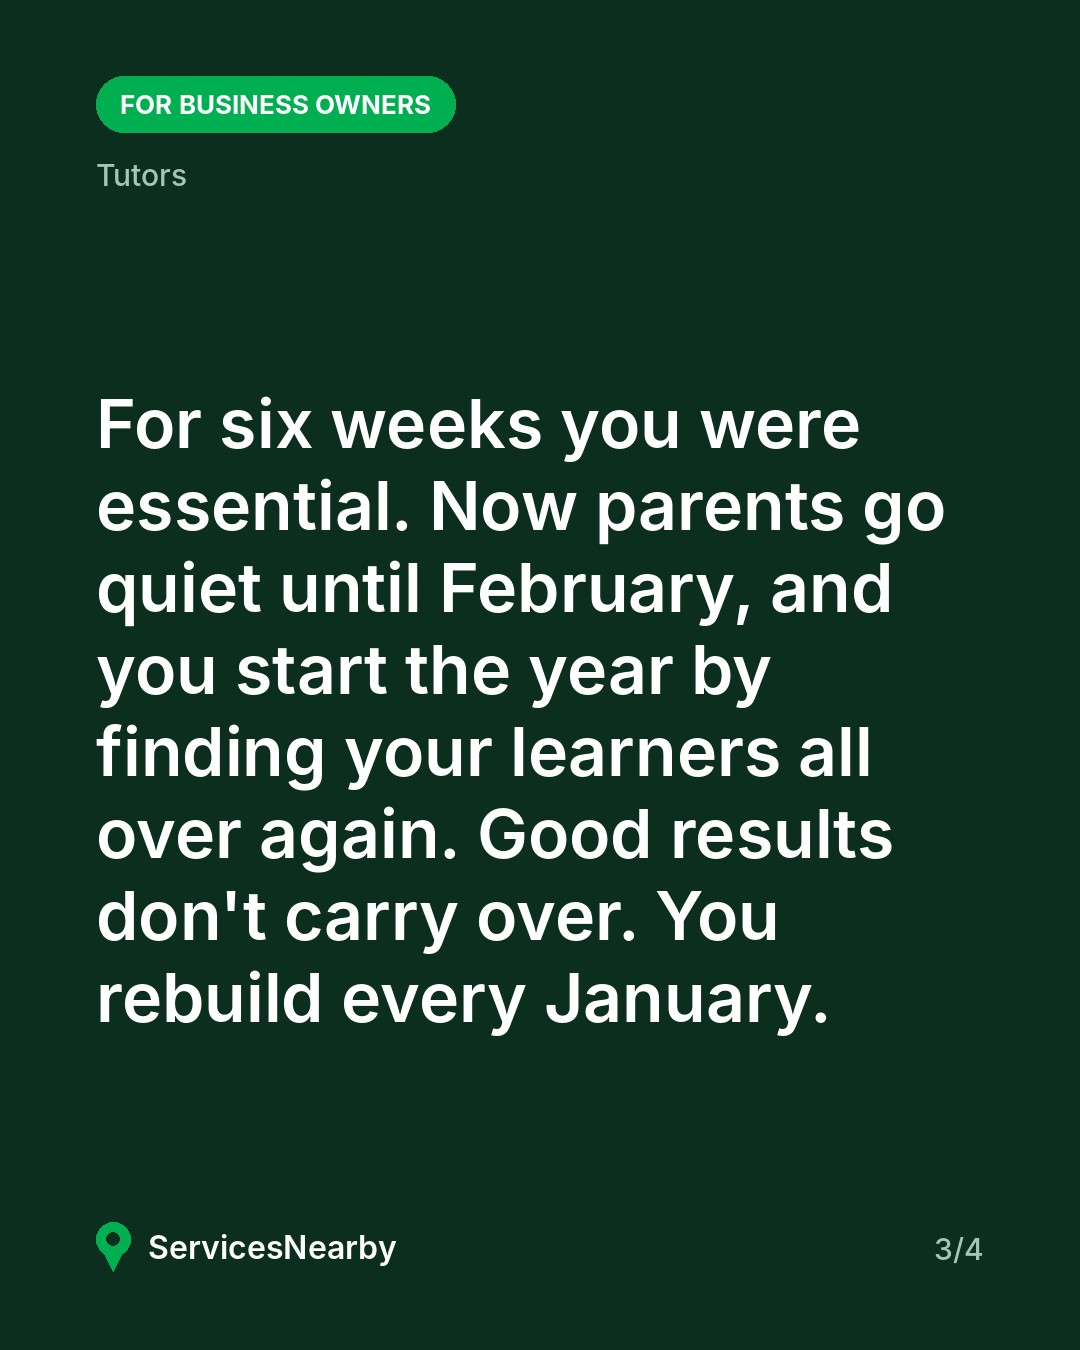 FOR BUSINESS OWNERS
Tutors
For six weeks you were
essential. Now parents go
quiet until February, and
you start the year by
finding your learners all
over again. Good results
don't carry over. You
rebuild every January.
ServicesNearby
3/4